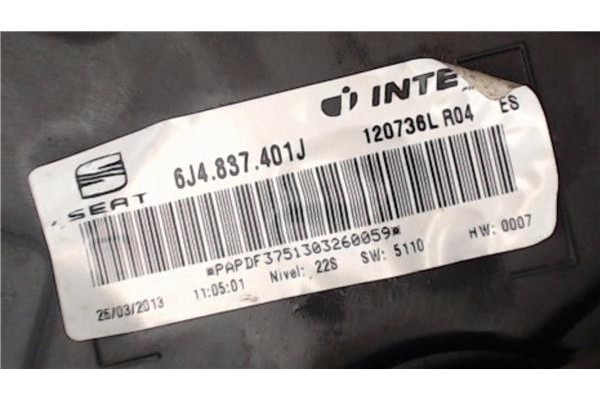 INTE
120736L R04 ES
SEAT 6J4.837.401J
*PAPDF3751303260059*
26/03/2013 11:05:01 Nivel: 22S SW: 5110 HW: 0007